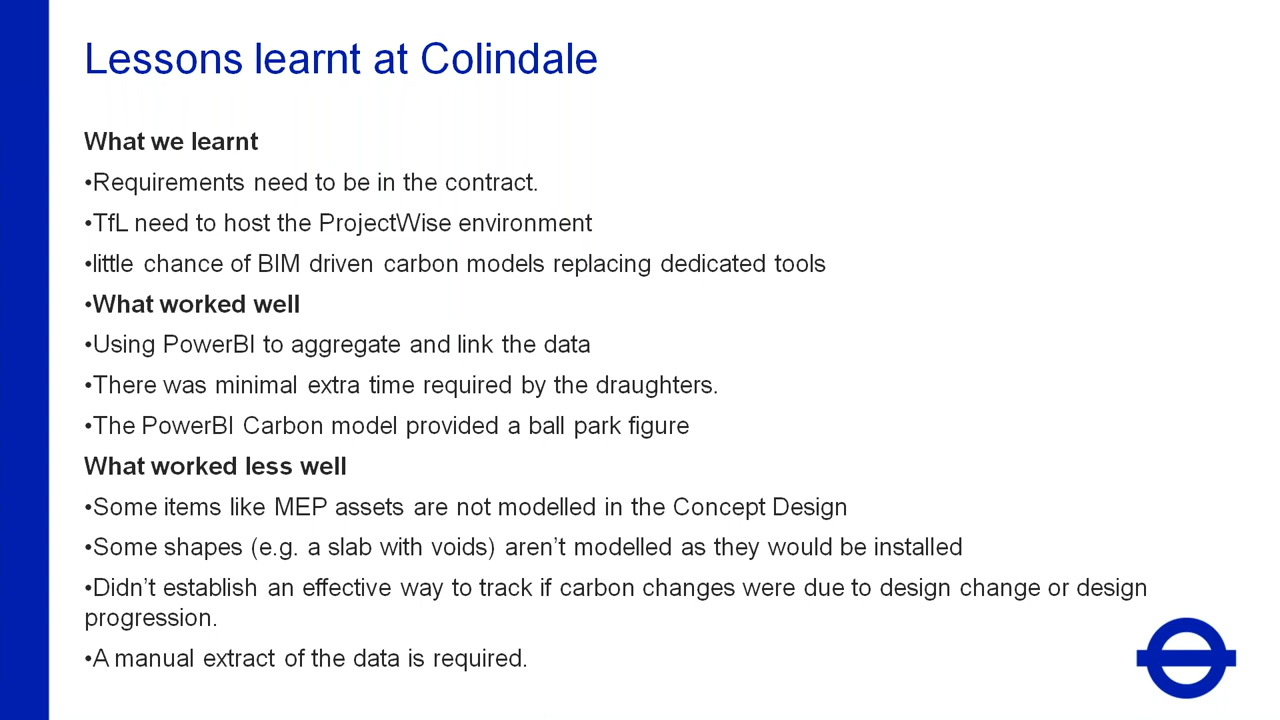 Lessons learnt at Colindale
What we learnt
•Requirements need to be in the contract.
•TfL need to host the ProjectWise environment
•little chance of BIM driven carbon models replacing dedicated tools
•What worked well
•Using PowerBI to aggregate and link the data
•There was minimal extra time required by the draughters.
•The PowerBI Carbon model provided a ball park figure
What worked less well
•Some items like MEP assets are not modelled in the Concept Design
•Some shapes (e.g. a slab with voids) aren’t modelled as they would be installed
•Didn’t establish an effective way to track if carbon changes were due to design change or design
progression.
•A manual extract of the data is required.